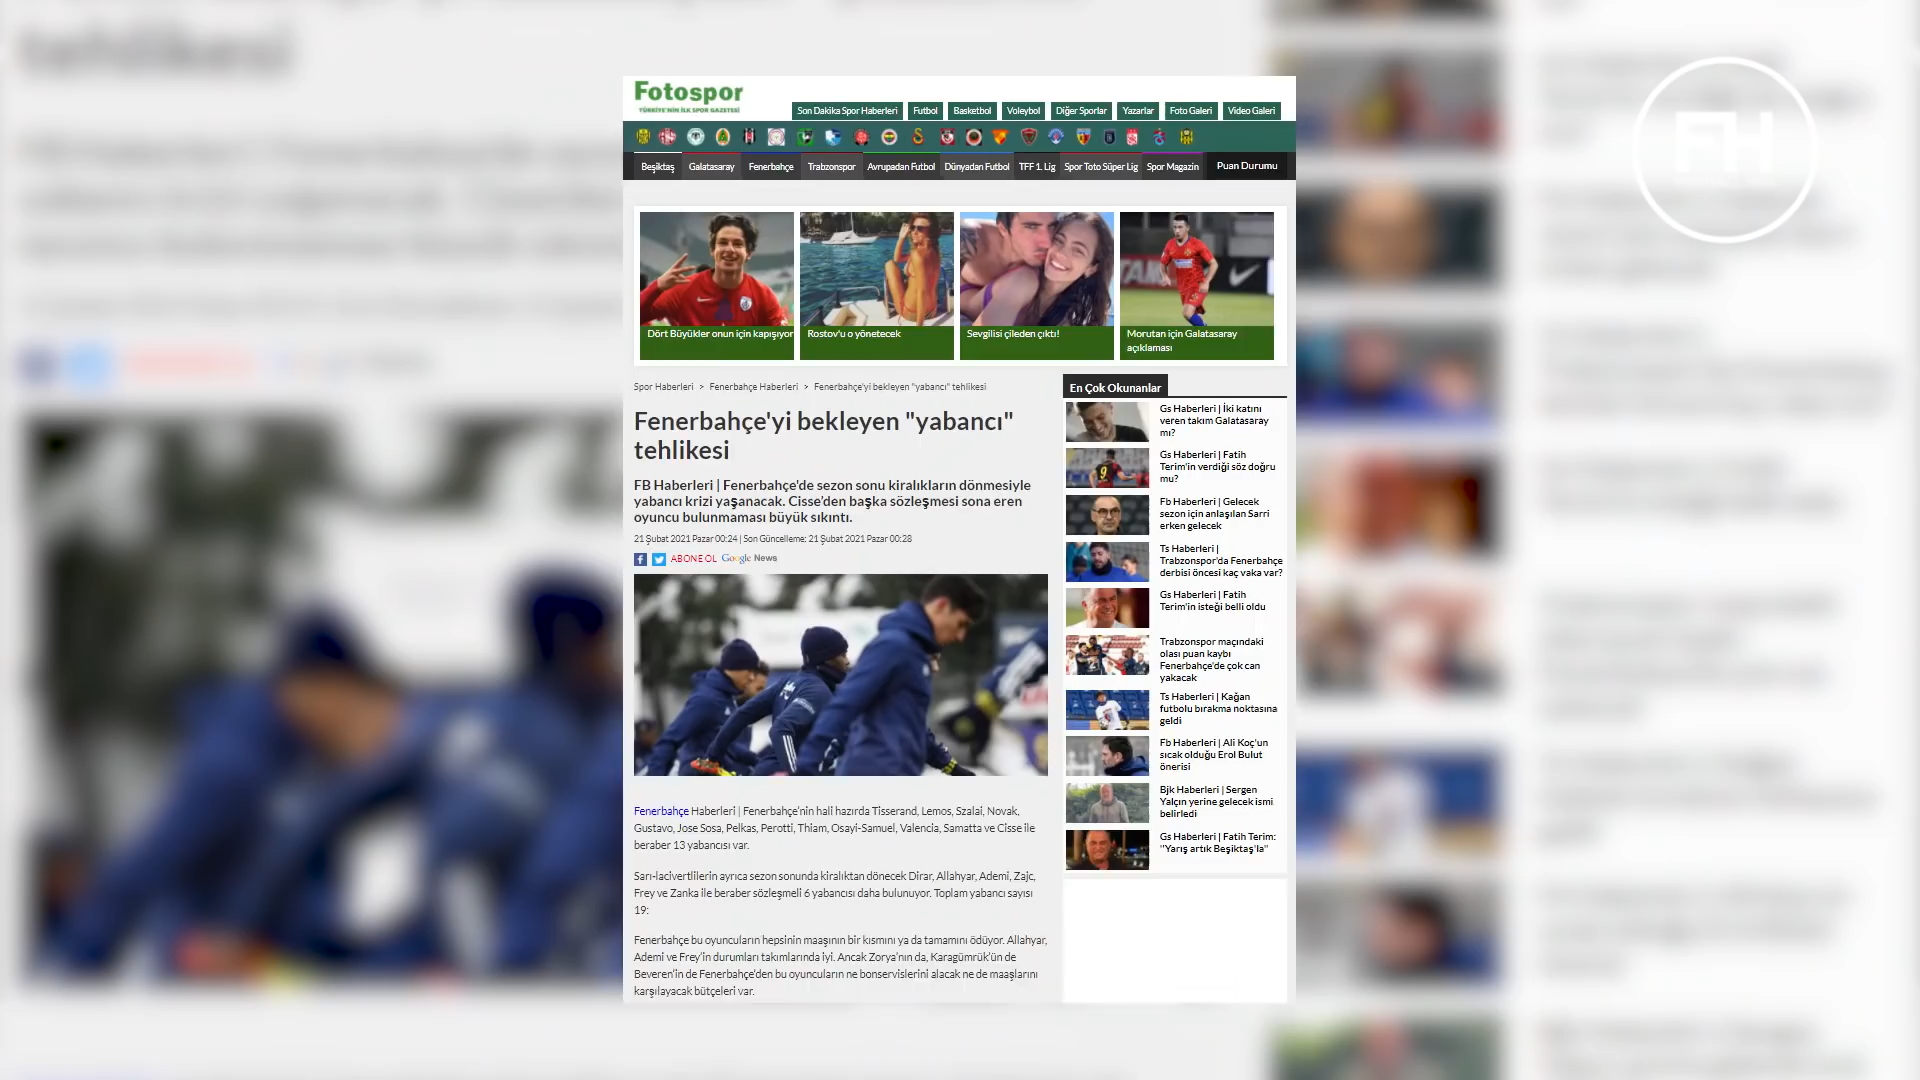 tehlikesi
Fotospor
TÜRKİYE'NİN İLK SPOR GAZETESİ
Son Dakika Spor Haberleri Futbol Basketbol Voleybol Diğer Sporlar Yazarlar Foto Galeri Video Galeri
Beşiktaş Galatasaray Fenerbahçe Trabzonspor Avrupadan Futbol Dünyadan Futbol TFF 1. Lig Spor Toto Süper Lig Spor Magazin Puan Durumu
Dört Büyükler onun için kapışıyor
Rostov'u o yönetecek
Sevgilisi çileden çıktı!
Morutan için Galatasaray
açıklaması
Spor Haberleri > Fenerbahçe Haberleri > Fenerbahçe'yi bekleyen "yabancı" tehlikesi
Fenerbahçe'yi bekleyen "yabancı"
tehlikesi
FB Haberleri | Fenerbahçe'de sezon sonu kiralıkların dönmesiyle
yabancı krizi yaşanacak. Cisse'den başka sözleşmesi sona eren
oyuncu bulunmaması büyük sıkıntı.
21 Şubat 2021 Pazar 00:24 | Son Güncelleme: 21 Şubat 2021 Pazar 00:28
ABONE OL Google News
Fenerbahçe Haberleri | Fenerbahçe'nin hali hazırda Tisserand, Lemos, Szalai, Novak,
Gustavo, Jose Sosa, Pelkas, Perotti, Thiam, Osayi-Samuel, Valencia, Samatta ve Cisse ile
beraber 13 yabancısı var.
Sarı-lacivertlilerin ayrıca sezon sonunda kiralıktan dönecek Dirar, Allahyar, Ademi, Zajc,
Frey ve Zanka ile beraber sözleşmeli 6 yabancısı daha bulunuyor. Toplam yabancı sayısı
19:
Fenerbahçe bu oyuncuların hepsinin maaşının bir kısmını ya da tamamını ödüyor. Allahyar,
Ademi ve Frey'in durumları takımlarında iyi. Ancak Zorya'nın da, Karagümrük'ün de
Beveren'in de Fenerbahçe'den bu oyuncuların ne bonservislerini alacak ne de maaşlarını
karşılayacak bütçeleri var.
En Çok Okunanlar
Gs Haberleri | İki katını
veren takım Galatasaray
mı?
Gs Haberleri | Fatih
Terim'in verdiği söz doğru
mu?
Fb Haberleri | Gelecek
sezon için anlaşılan Sarri
erken gelecek
Ts Haberleri |
Trabzonspor'da Fenerbahçe
derbisi öncesi kaç vaka var?
Gs Haberleri | Fatih
Terim'in isteği belli oldu
Trabzonspor maçındaki
olası puan kaybı
Fenerbahçe'de çok can
yakacak
Ts Haberleri | Kağan
futbolu bırakma noktasına
geldi
Fb Haberleri | Ali Koç'un
sıcak olduğu Erol Bulut
önerisi
Bjk Haberleri | Sergen
Yalçın yerine gelecek ismi
belirledi
Gs Haberleri | Fatih Terim:
"Yarış artık Beşiktaş'la"